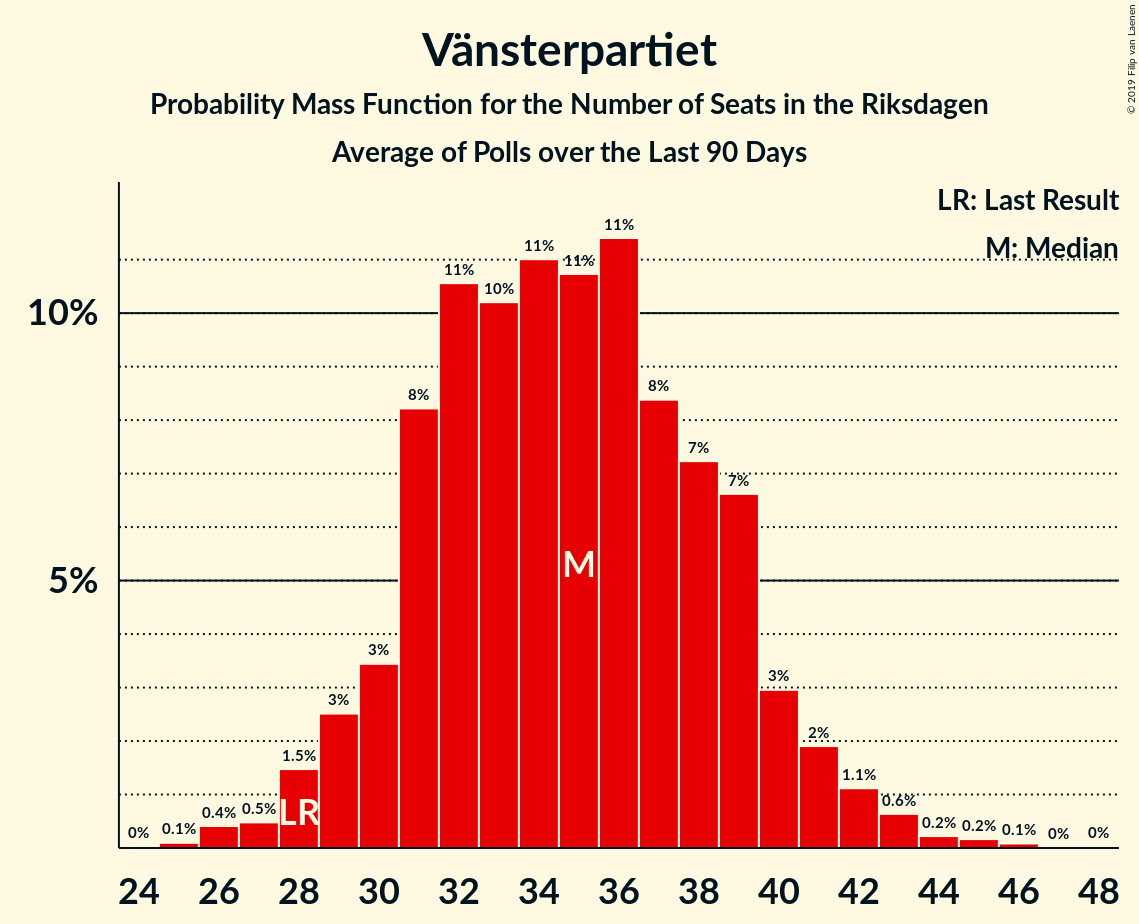 Vänsterpartiet
Probability Mass Function for the Number of Seats in the Riksdagen
Average of Polls over the Last 90 Days
© 2019 Filip van Laenen
LR: Last Result
M: Median
10%
5%
0% 0.1% 0.4% 0.5% 1.5% 3% 3% 8% 11% 10% 11% 11% 11% 8% 7% 7% 3% 2% 1.1% 0.6% 0.2% 0.2% 0.1% 0% 0%
M
LR
24 26 28 30 32 34 36 38 40 42 44 46 48